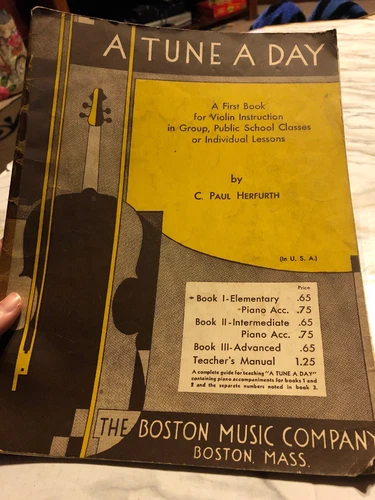 A TUNE A DAY
A First Book
for Violin Instruction
in Group, Public School Classes
or Individual Lessons
by
C. PAUL HERFURTH
(In U. S. A.)
Price
Book I-Elementary .65
Piano Acc. .75
Book II-Intermediate .65
Piano Acc. .75
Book III-Advanced .65
Teacher's Manual 1.25
A complete guide for teaching "A TUNE A DAY"
containing piano accompaniments for books 1 and
2 and the separate numbers noted in book 3.
THE BOSTON MUSIC COMPANY
BOSTON, MASS.